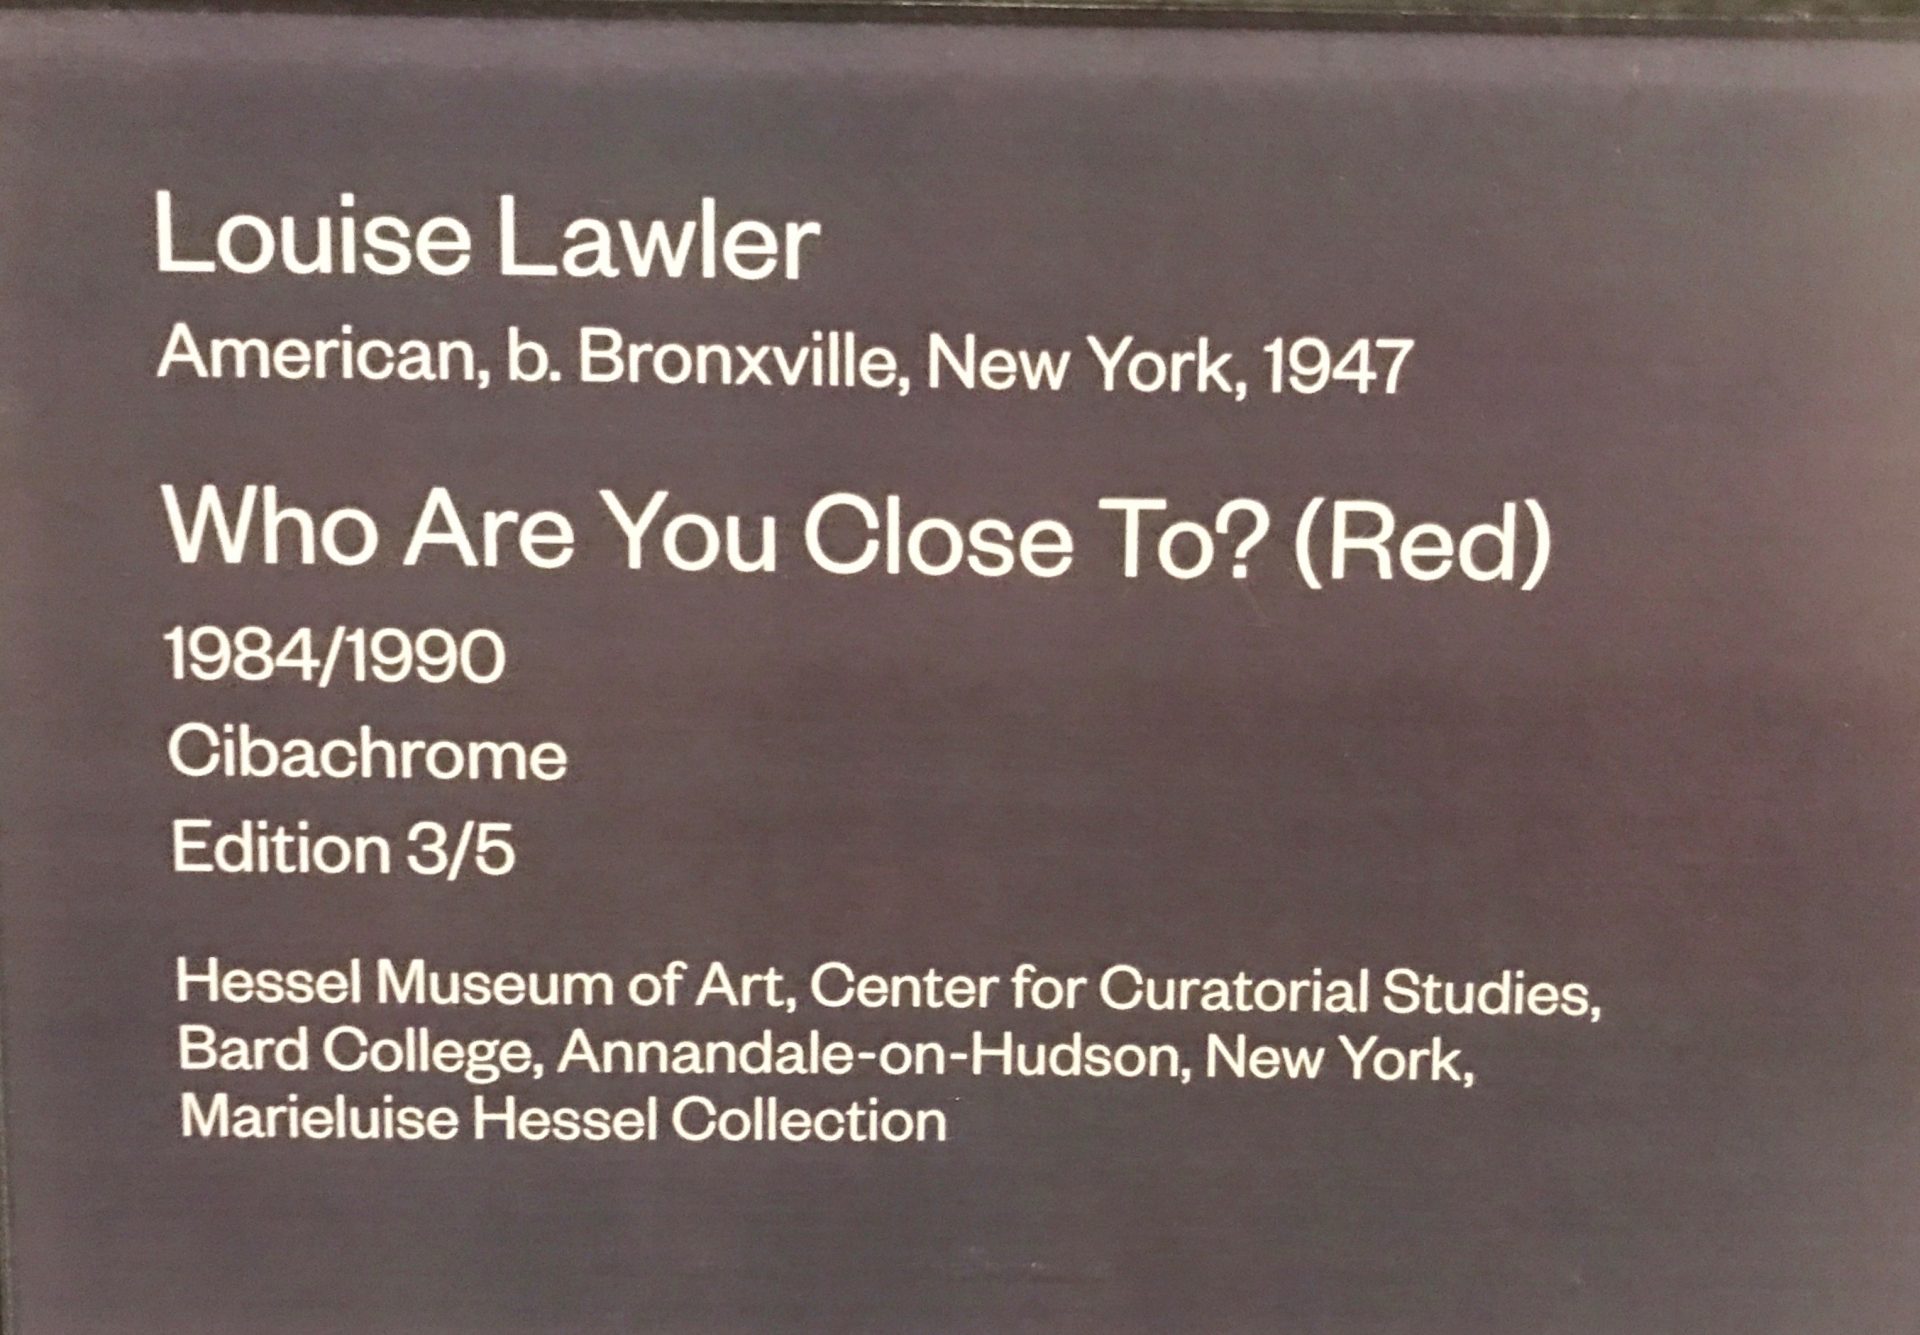 Louise Lawler
American, b. Bronxville, New York, 1947
Who Are You Close To? (Red)
1984/1990
Cibachrome
Edition 3/5
Hessel Museum of Art, Center for Curatorial Studies,
Bard College, Annandale-on-Hudson, New York,
Marieluise Hessel Collection